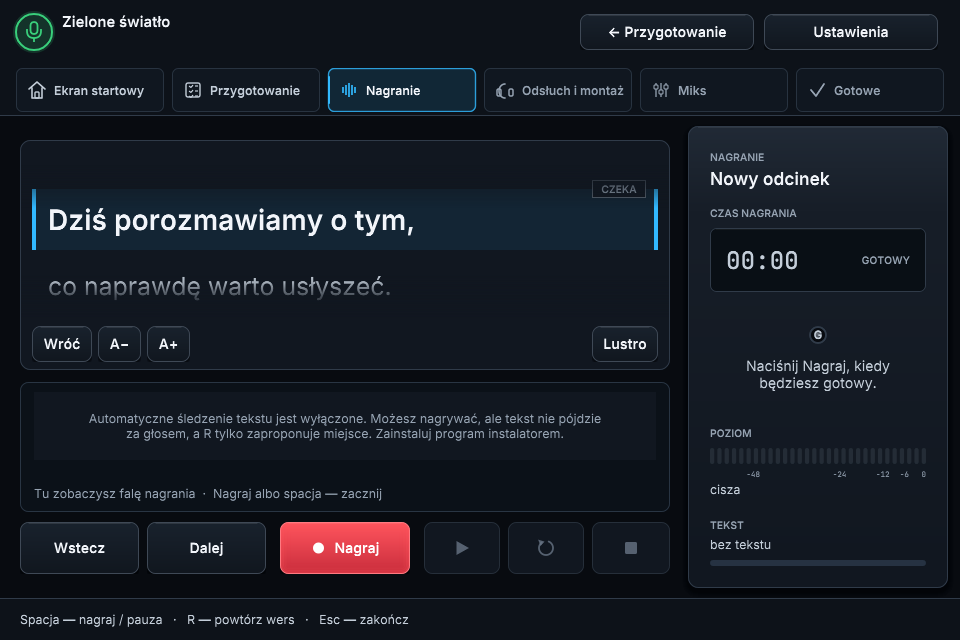 Zielone światło
← Przygotowanie
Ustawienia
Ekran startowy
Przygotowanie
Nagranie
Odsłuch i montaż
Miks
Gotowe
CZEKA
Dziś porozmawiamy o tym,
co naprawdę warto usłyszeć.
Wróć
A−
A+
Lustro
Automatyczne śledzenie tekstu jest wyłączone. Możesz nagrywać, ale tekst nie pójdzie
za głosem, a R tylko zaproponuje miejsce. Zainstaluj program instalatorem.
Tu zobaczysz falę nagrania · Nagraj albo spacja — zacznij
Wstecz
Dalej
Nagraj
NAGRANIE
Nowy odcinek
CZAS NAGRANIA
00:00
GOTOWY
G
Naciśnij Nagraj, kiedy
będziesz gotowy.
POZIOM
-48 -24 -12 -6 0
cisza
TEKST
bez tekstu
Spacja — nagraj / pauza · R — powtórz wers · Esc — zakończ